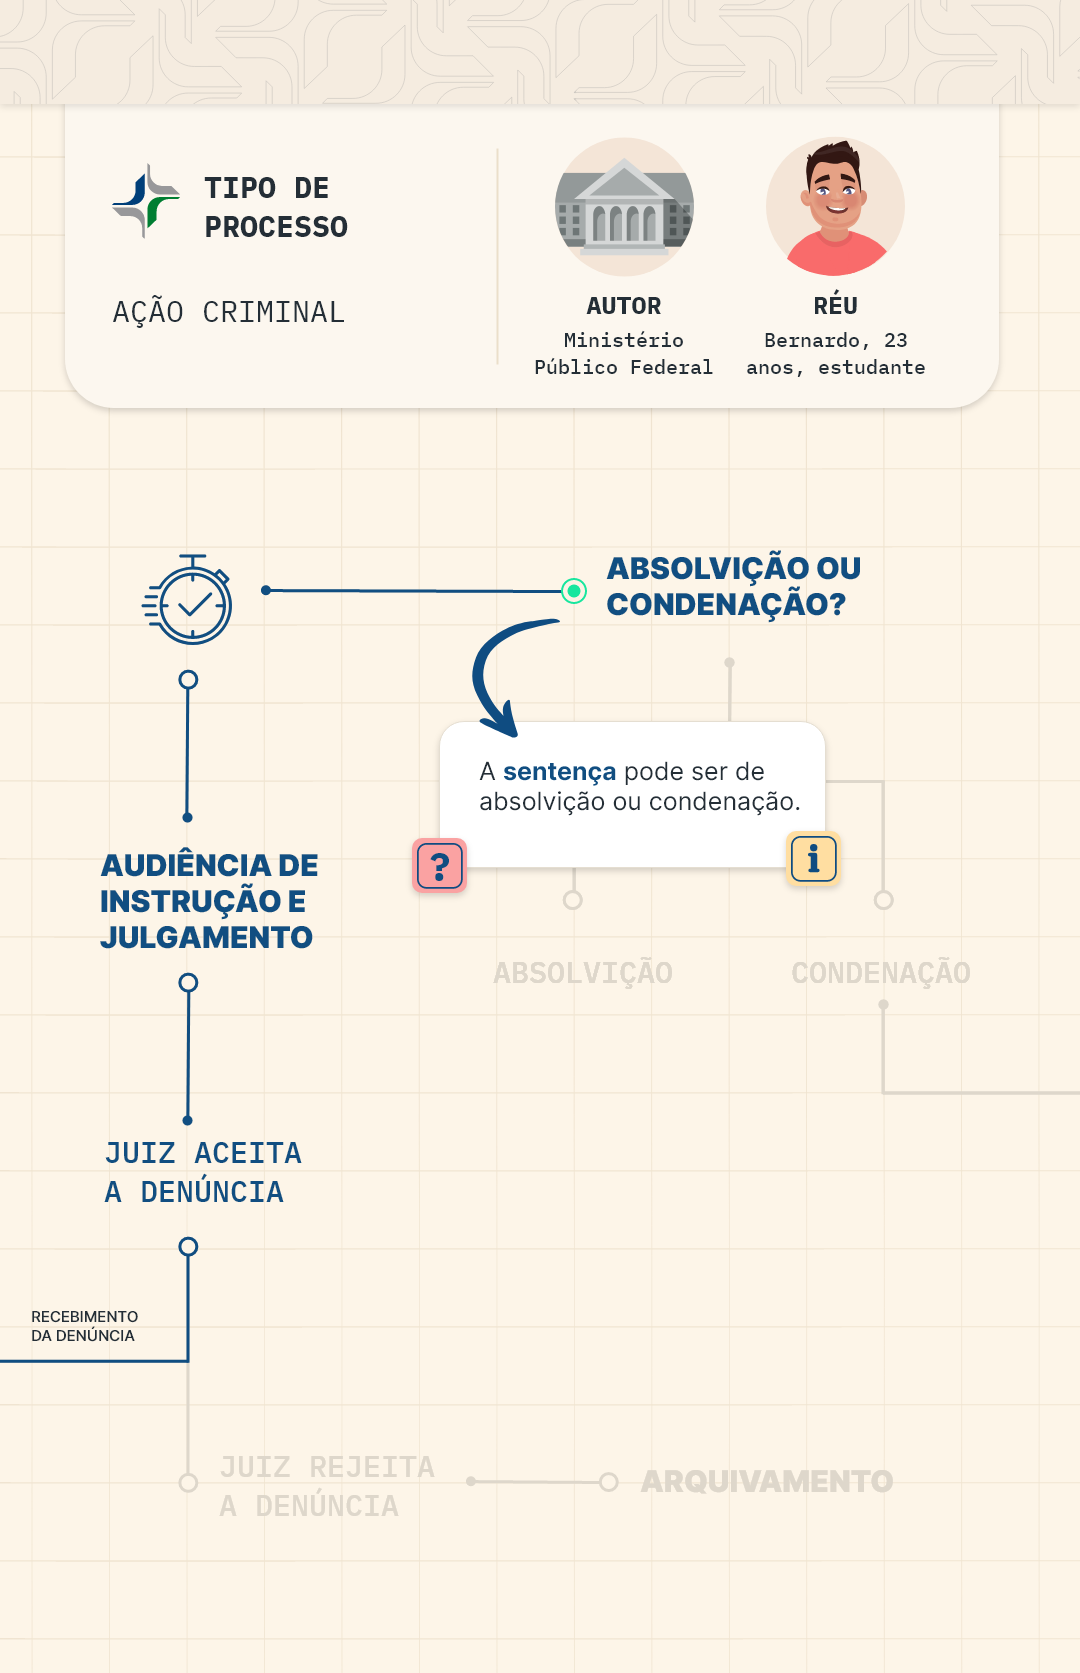 TIPO DE
PROCESSO
AÇÃO CRIMINAL
AUTOR
Ministério
Público Federal
RÉU
Bernardo, 23
anos, estudante
ABSOLVIÇÃO OU
CONDENAÇÃO?
A sentença pode ser de
absolvição ou condenação.
?
i
AUDIÊNCIA DE
INSTRUÇÃO E
JULGAMENTO
ABSOLVIÇÃO
CONDENAÇÃO
JUIZ ACEITA
A DENÚNCIA
RECEBIMENTO
DA DENÚNCIA
JUIZ REJEITA
A DENÚNCIA
ARQUIVAMENTO